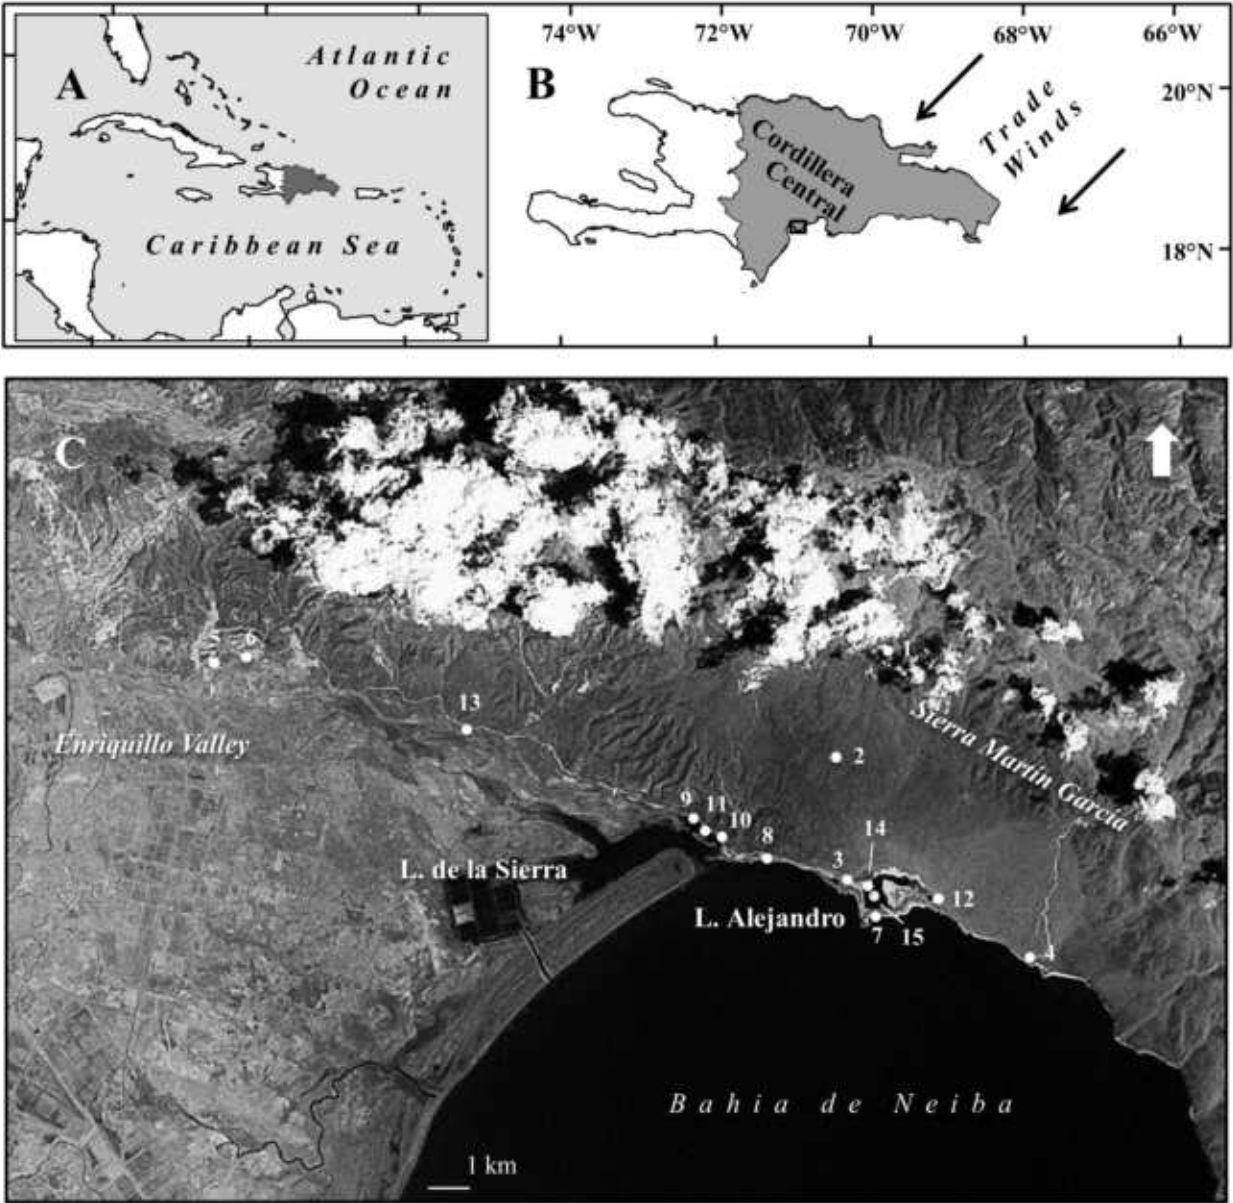 A
Atlantic
Ocean
Caribbean Sea
B
74°W
72°W
70°W
68°W
66°W
20°N
18°N
Trade
Winds
Cordillera
Central
C
5
6
13
Enriquillo Valley
2
Sierra Martín García
9
11
10
8
14
3
L. de la Sierra
12
L. Alejandro
7
15
4
Bahia de Neiba
1 km